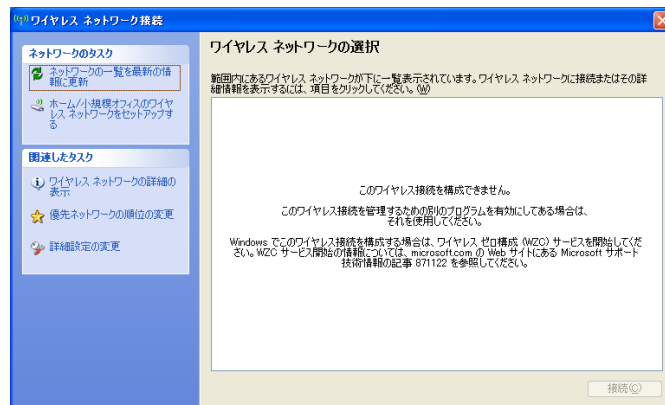 ワイヤレス ネットワーク接続
ネットワークのタスク
ネットワークの一覧を最新の情
報に更新
ホーム/小規模オフィスのワイヤ
レス ネットワークをセットアップす
る
関連したタスク
ワイヤレス ネットワークの詳細の
表示
優先ネットワークの順位の変更
詳細設定の変更
ワイヤレス ネットワークの選択
範囲内にあるワイヤレス ネットワークが下に一覧表示されています。ワイヤレス ネットワークに接続またはその詳
細情報を表示するには、項目をクリックしてください。(W)
このワイヤレス接続を構成できません。
このワイヤレス接続を管理するための別のプログラムを有効にしてある場合は、
それを使用してください。
Windows でこのワイヤレス接続を構成する場合は、ワイヤレス ゼロ構成 (WZC) サービスを開始してくだ
さい。WZC サービス開始の情報については、microsoft.com の Web サイトにある Microsoft サポート
技術情報の記事 871122 を参照してください。
接続(C)